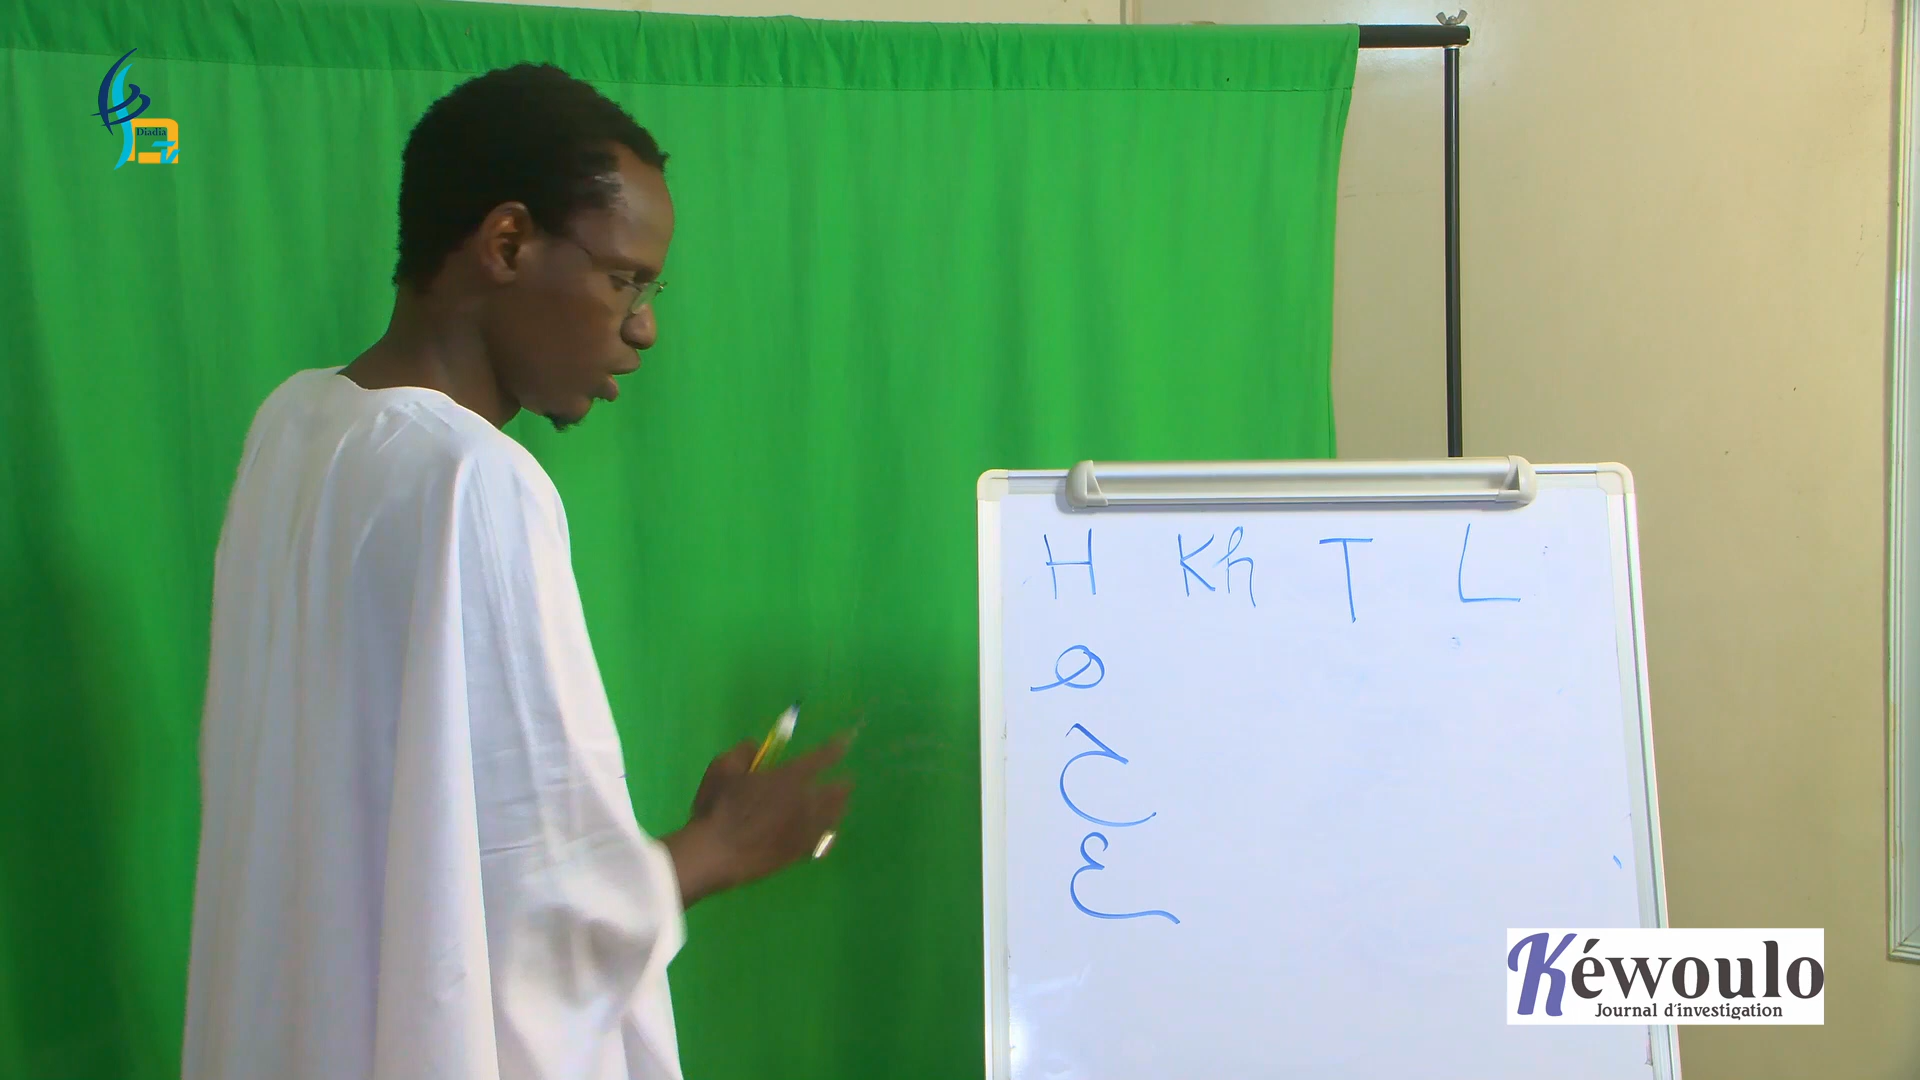 Diadia
H Kh T L
ه
ح
ع
Kéwoulo
Journal d'investigation